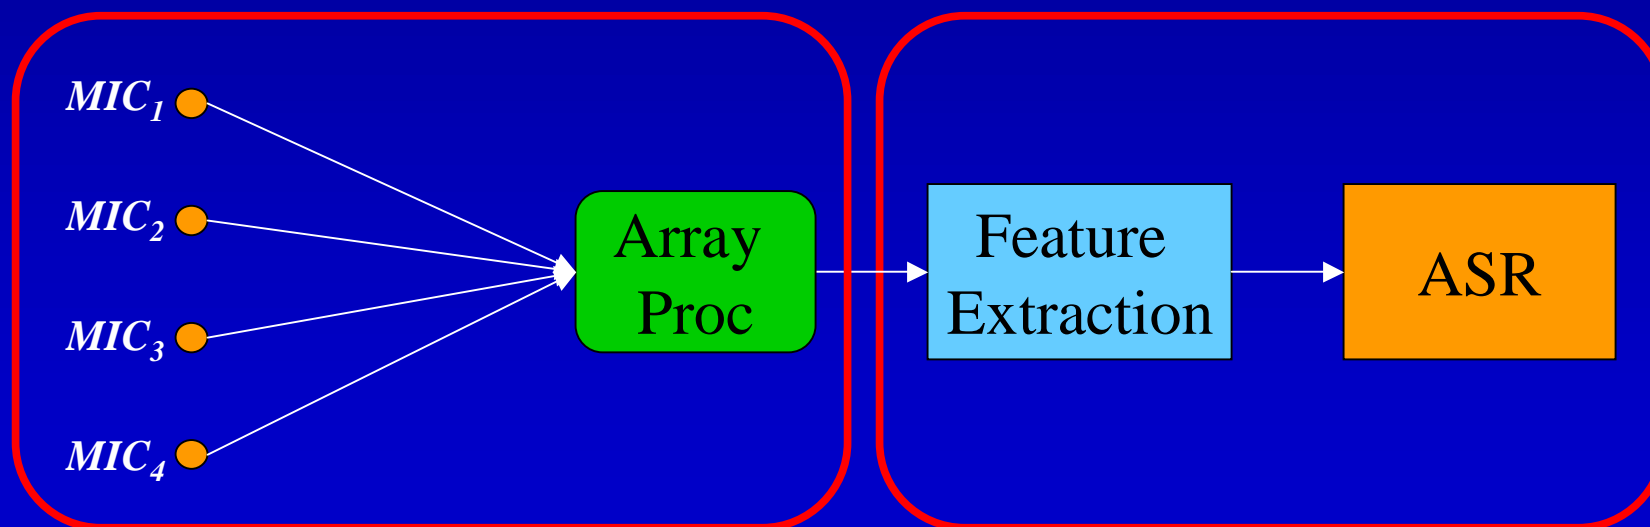 MIC1
MIC2
MIC3
MIC4
Array
Proc
Feature
Extraction
ASR